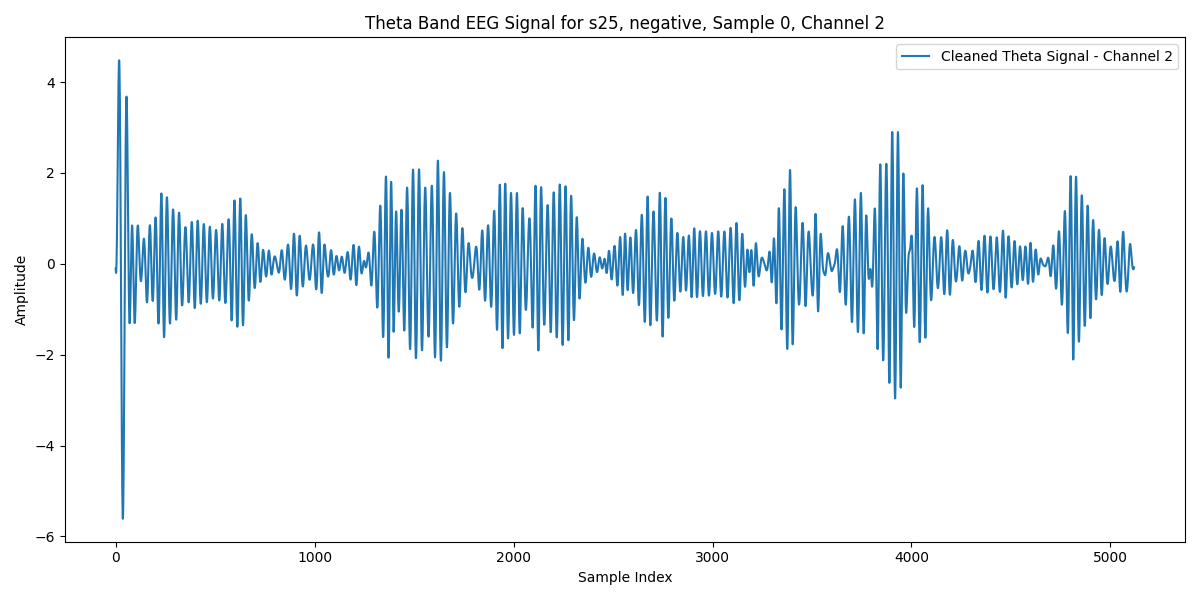 Theta Band EEG Signal for s25, negative, Sample 0, Channel 2
Cleaned Theta Signal - Channel 2
4
2
0
−2
−4
−6
Amplitude
0 1000 2000 3000 4000 5000
Sample Index